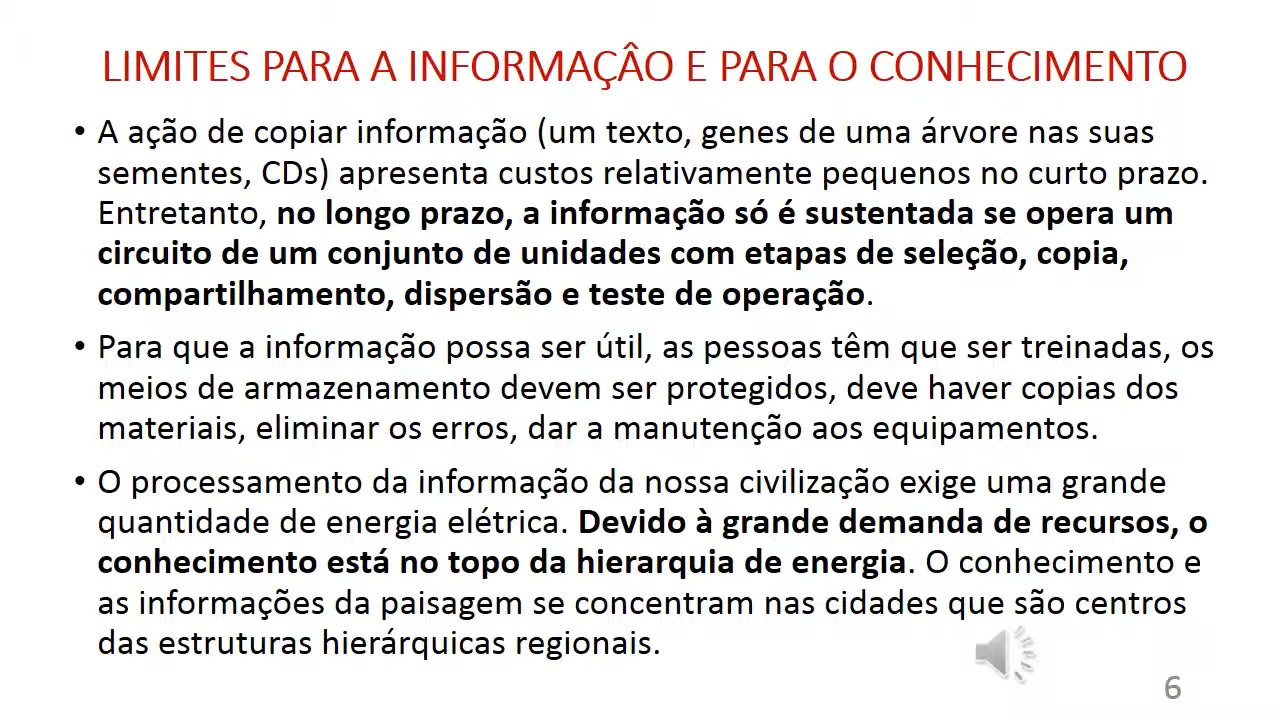 LIMITES PARA A INFORMAÇÂO E PARA O CONHECIMENTO
• A ação de copiar informação (um texto, genes de uma árvore nas suas
sementes, CDs) apresenta custos relativamente pequenos no curto prazo.
Entretanto, no longo prazo, a informação só é sustentada se opera um
circuito de um conjunto de unidades com etapas de seleção, copia,
compartilhamento, dispersão e teste de operação.
• Para que a informação possa ser útil, as pessoas têm que ser treinadas, os
meios de armazenamento devem ser protegidos, deve haver copias dos
materiais, eliminar os erros, dar a manutenção aos equipamentos.
• O processamento da informação da nossa civilização exige uma grande
quantidade de energia elétrica. Devido à grande demanda de recursos, o
conhecimento está no topo da hierarquia de energia. O conhecimento e
as informações da paisagem se concentram nas cidades que são centros
das estruturas hierárquicas regionais.
6